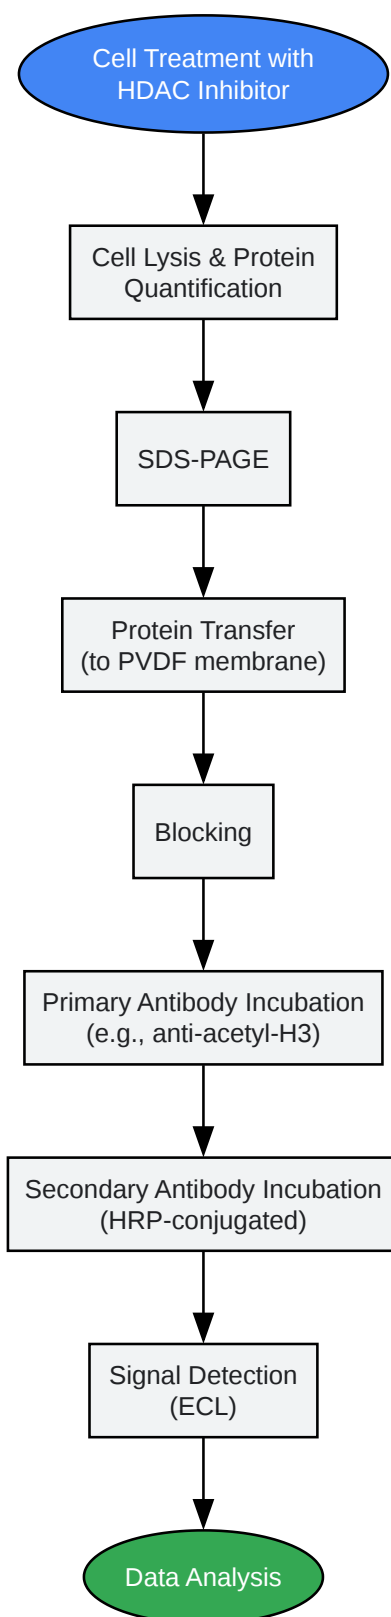 Cell Treatment with
HDAC Inhibitor
Cell Lysis & Protein
Quantification
SDS-PAGE
Protein Transfer
(to PVDF membrane)
Blocking
Primary Antibody Incubation
(e.g., anti-acetyl-H3)
Secondary Antibody Incubation
(HRP-conjugated)
Signal Detection
(ECL)
Data Analysis